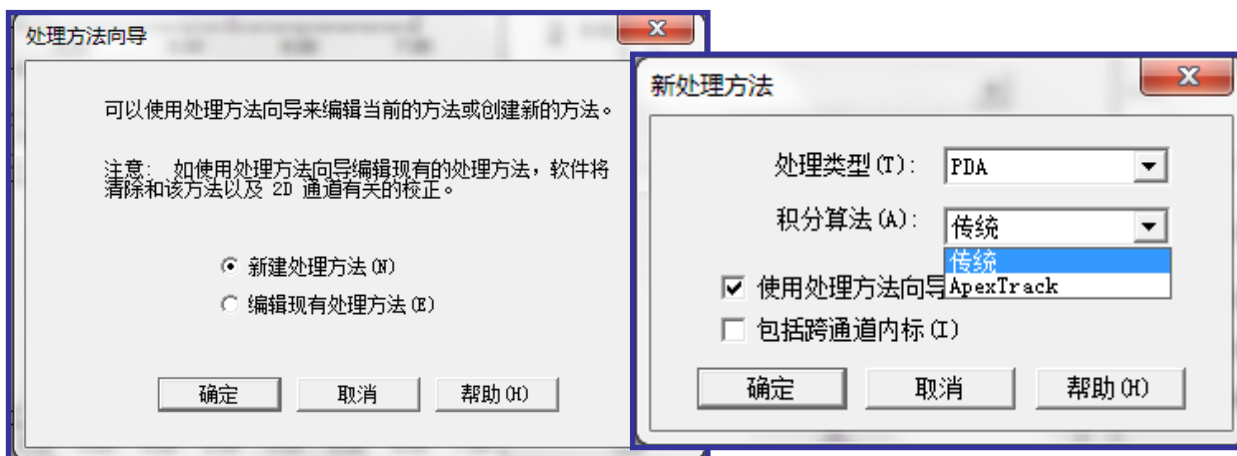 处理方法向导
可以使用处理方法向导来编辑当前的方法或创建新的方法。
注意: 如使用处理方法向导编辑现有的处理方法，软件将
清除和该方法以及 2D 通道有关的校正。
新建处理方法(N)
编辑现有处理方法(E)
确定 取消 帮助(H)
新处理方法
处理类型(T): PDA
积分算法(A): 传统
传统
ApexTrack
使用处理方法向导
包括跨通道内标(I)
确定 取消 帮助(H)